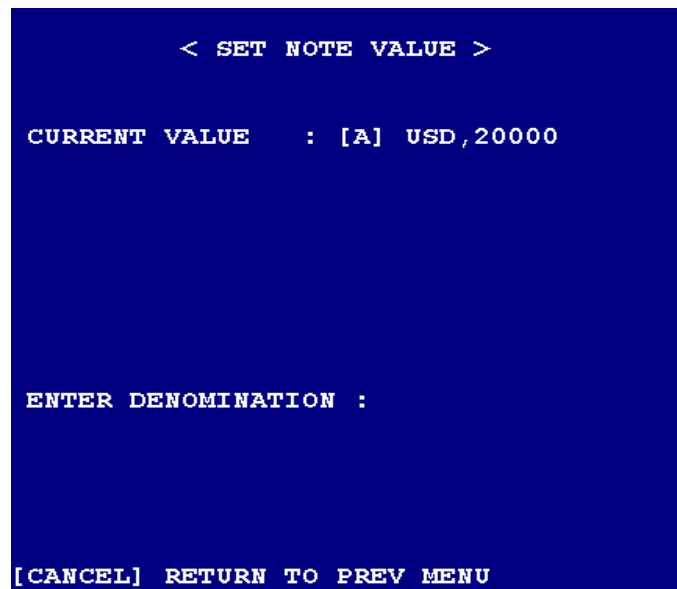 < SET NOTE VALUE >
CURRENT VALUE : [A] USD,20000
ENTER DENOMINATION :
[CANCEL] RETURN TO PREV MENU